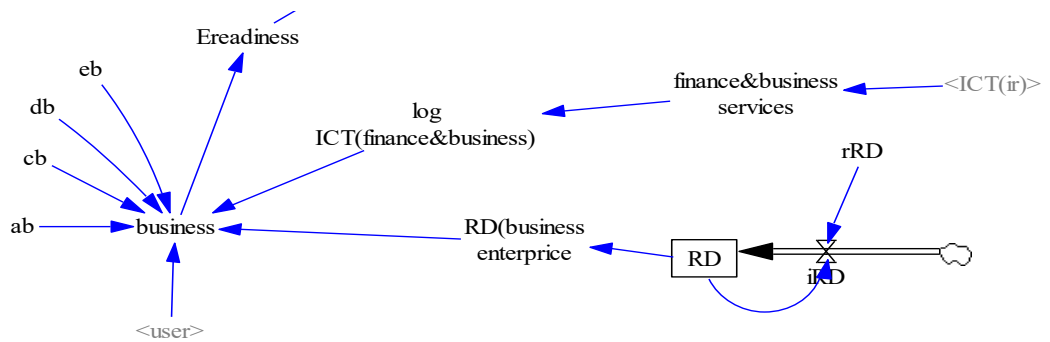 Ereadiness
eb
finance&business
services
<ICT(ir)>
db
log
ICT(finance&business)
cb
rRD
ab
business
RD(business
enterprice
RD
iRD
<user>